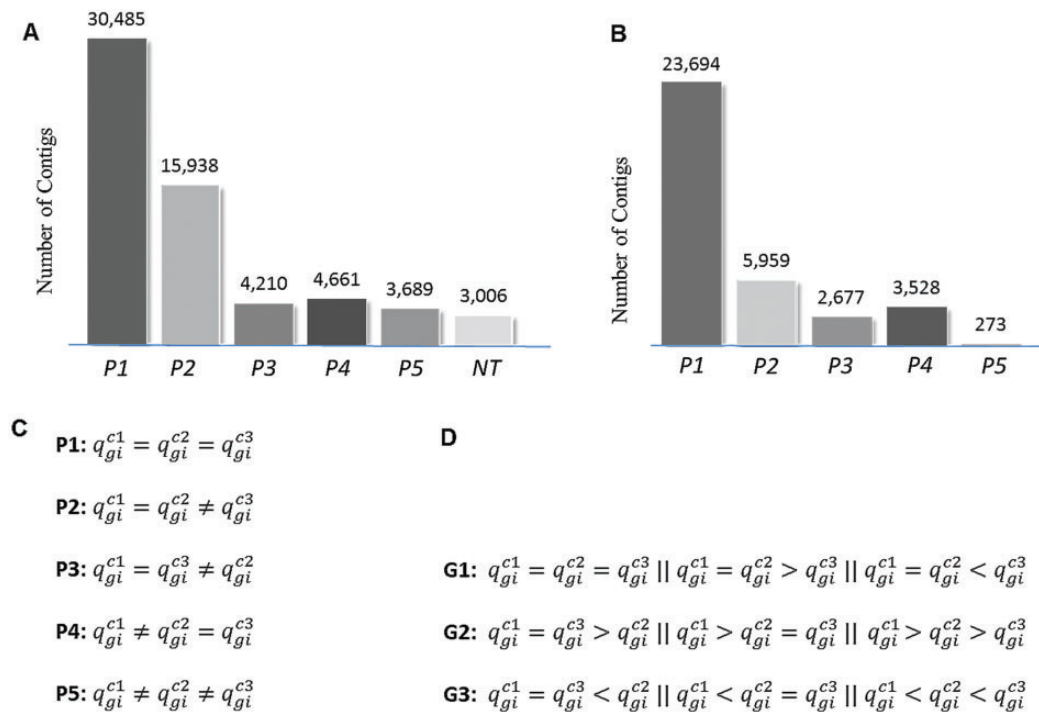 A
30,485
15,938
4,210
4,661
3,689
3,006
Number of Contigs
P1 P2 P3 P4 P5 NT
B
23,694
5,959
2,677
3,528
273
Number of Contigs
P1 P2 P3 P4 P5
C
P1: $q_{gi}^{c1} = q_{gi}^{c2} = q_{gi}^{c3}$
P2: $q_{gi}^{c1} = q_{gi}^{c2} \neq q_{gi}^{c3}$
P3: $q_{gi}^{c1} = q_{gi}^{c3} \neq q_{gi}^{c2}$
P4: $q_{gi}^{c1} \neq q_{gi}^{c2} = q_{gi}^{c3}$
P5: $q_{gi}^{c1} \neq q_{gi}^{c2} \neq q_{gi}^{c3}$
D
G1: $q_{gi}^{c1} = q_{gi}^{c2} = q_{gi}^{c3} || q_{gi}^{c1} = q_{gi}^{c2} > q_{gi}^{c3} || q_{gi}^{c1} = q_{gi}^{c2} < q_{gi}^{c3}$
G2: $q_{gi}^{c1} = q_{gi}^{c3} > q_{gi}^{c2} || q_{gi}^{c1} > q_{gi}^{c2} = q_{gi}^{c3} || q_{gi}^{c1} > q_{gi}^{c2} > q_{gi}^{c3}$
G3: $q_{gi}^{c1} = q_{gi}^{c3} < q_{gi}^{c2} || q_{gi}^{c1} < q_{gi}^{c2} = q_{gi}^{c3} || q_{gi}^{c1} < q_{gi}^{c2} < q_{gi}^{c3}$